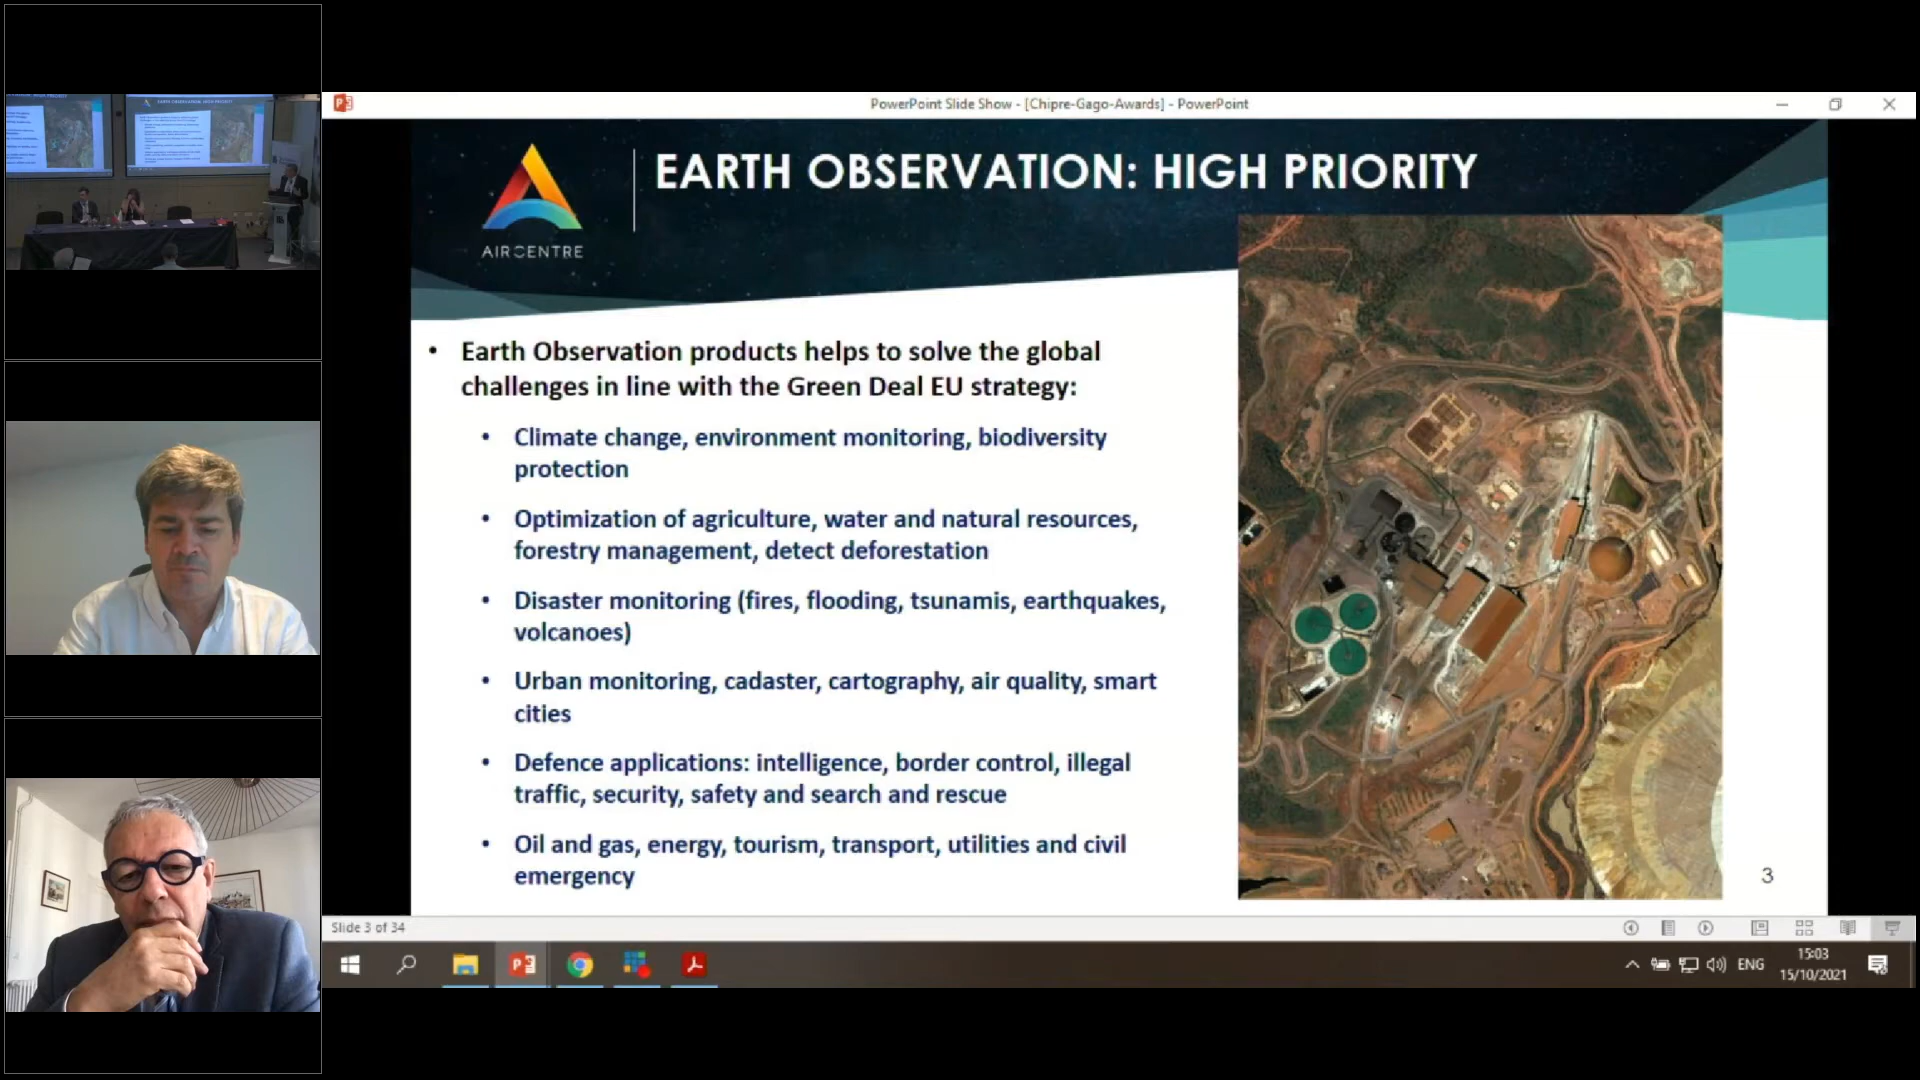 PowerPoint Slide Show - [Chipre-Gago-Awards] - PowerPoint
AIRCENTRE
EARTH OBSERVATION: HIGH PRIORITY
• Earth Observation products helps to solve the global
challenges in line with the Green Deal EU strategy:
• Climate change, environment monitoring, biodiversity
protection
• Optimization of agriculture, water and natural resources,
forestry management, detect deforestation
• Disaster monitoring (fires, flooding, tsunamis, earthquakes,
volcanoes)
• Urban monitoring, cadaster, cartography, air quality, smart
cities
• Defence applications: intelligence, border control, illegal
traffic, security, safety and search and rescue
• Oil and gas, energy, tourism, transport, utilities and civil
emergency
3
Slide 3 of 34
ENG
15:03
15/10/2021
EARTH OBSERVATION: HIGH PRIORITY